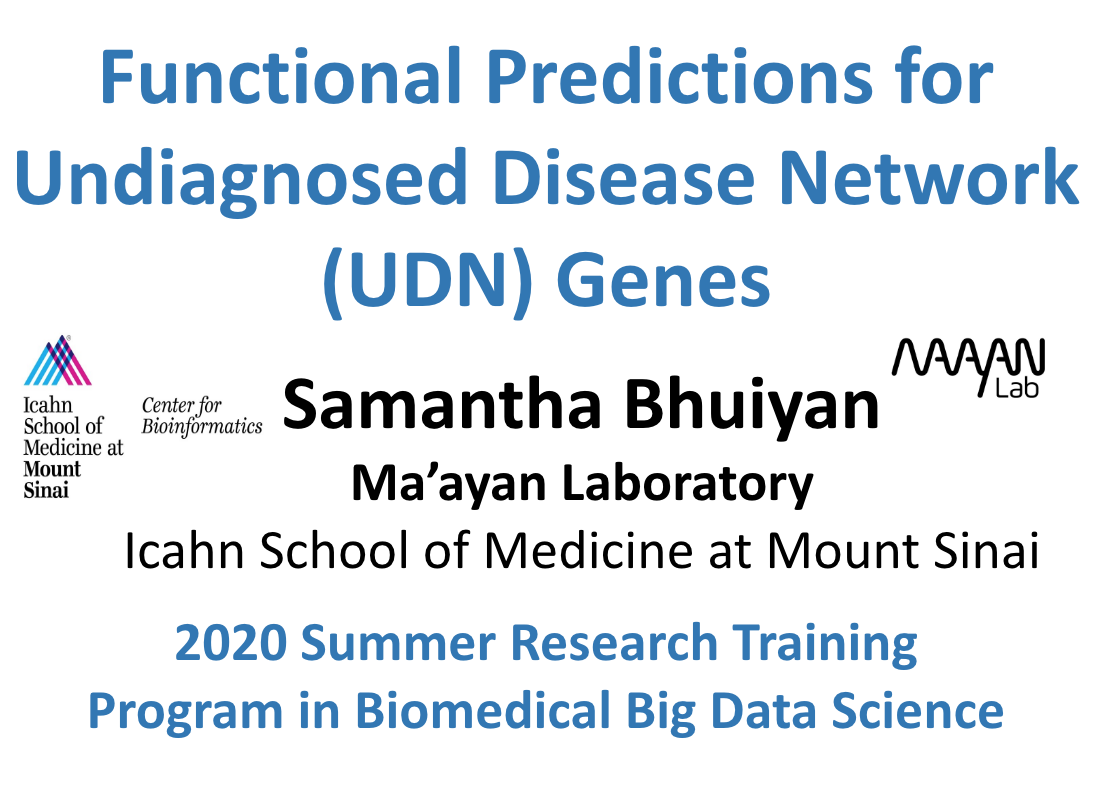 Functional Predictions for
Undiagnosed Disease Network
(UDN) Genes
Icahn
School of
Medicine at
Mount
Sinai
Center for
Bioinformatics
Samantha Bhuiyan
MAAYAN
Lab
Ma’ayan Laboratory
Icahn School of Medicine at Mount Sinai
2020 Summer Research Training
Program in Biomedical Big Data Science